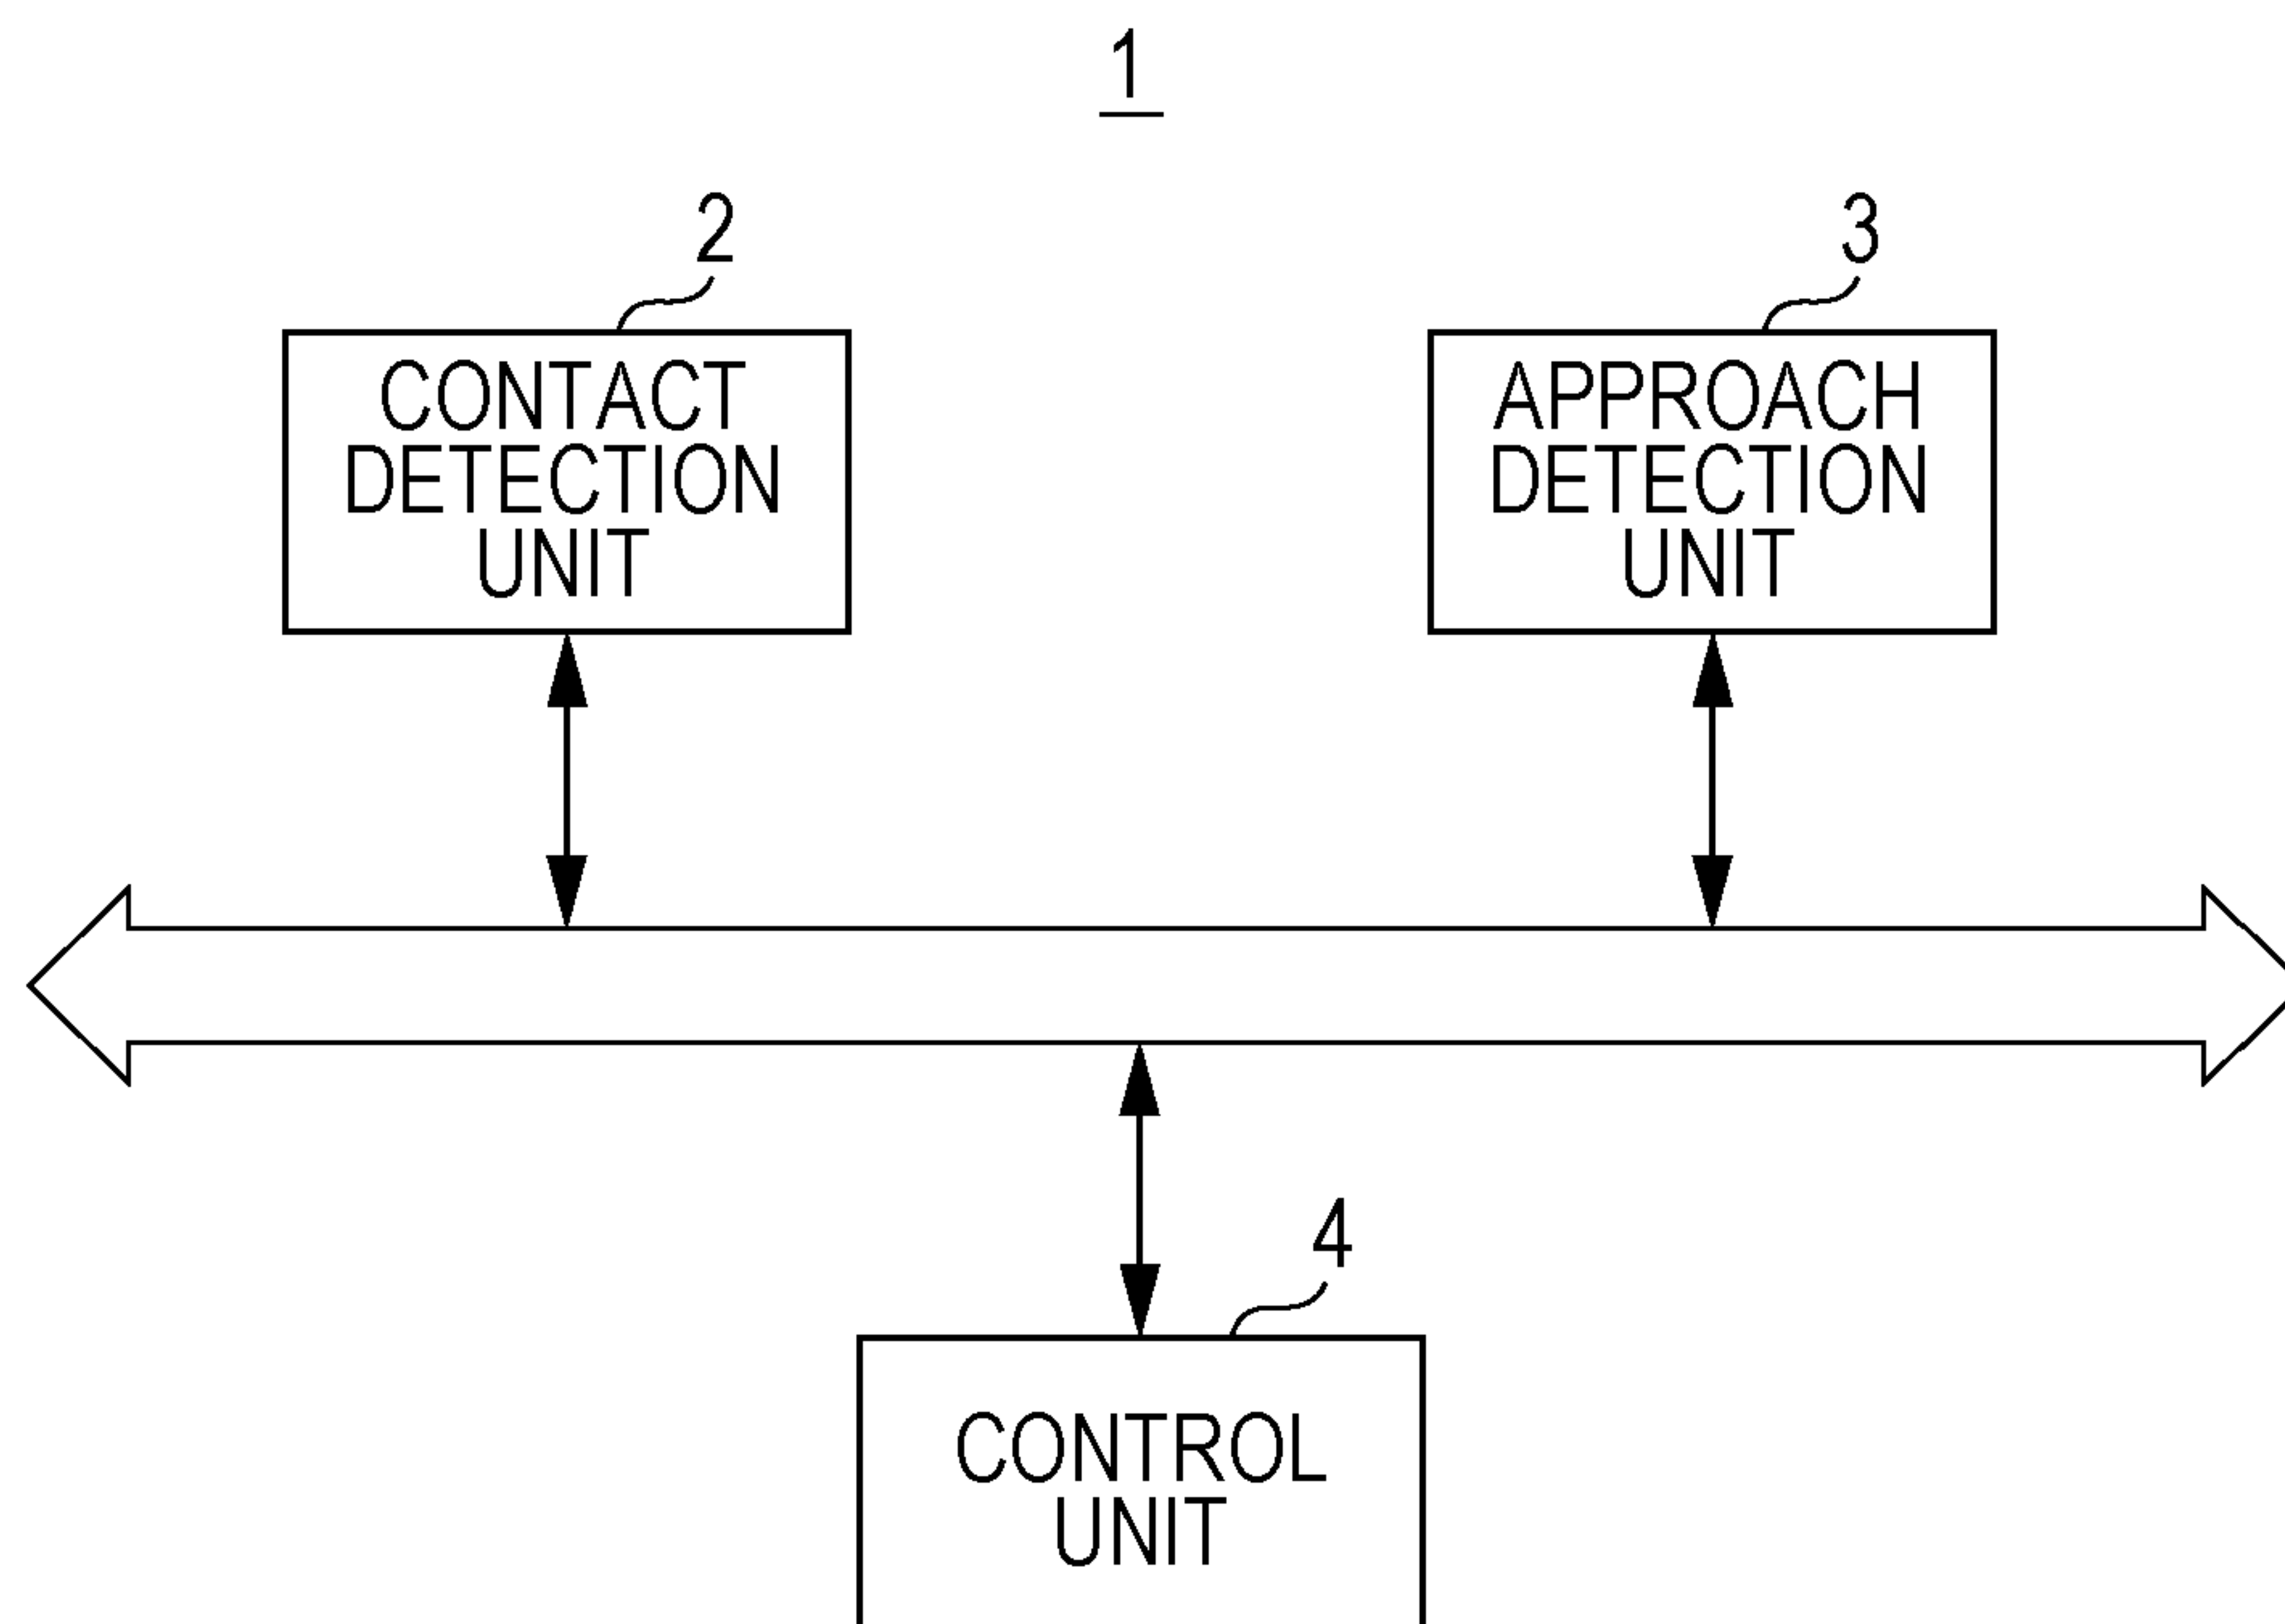 1
2
3
CONTACT
DETECTION
UNIT
APPROACH
DETECTION
UNIT
4
CONTROL
UNIT